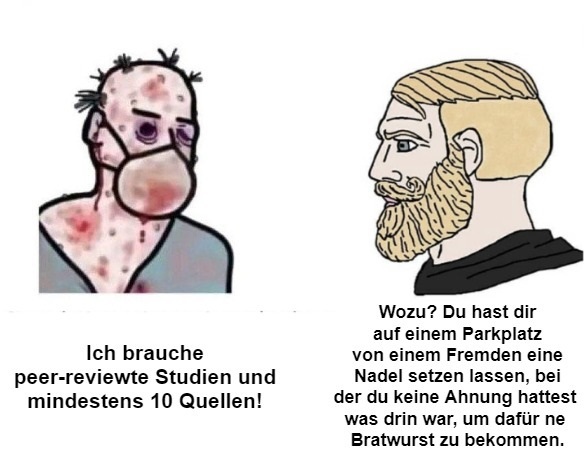 Ich brauche
peer-reviewte Studien und
mindestens 10 Quellen!
Wozu? Du hast dir
auf einem Parkplatz
von einem Fremden eine
Nadel setzen lassen, bei
der du keine Ahnung hattest
was drin war, um dafür ne
Bratwurst zu bekommen.